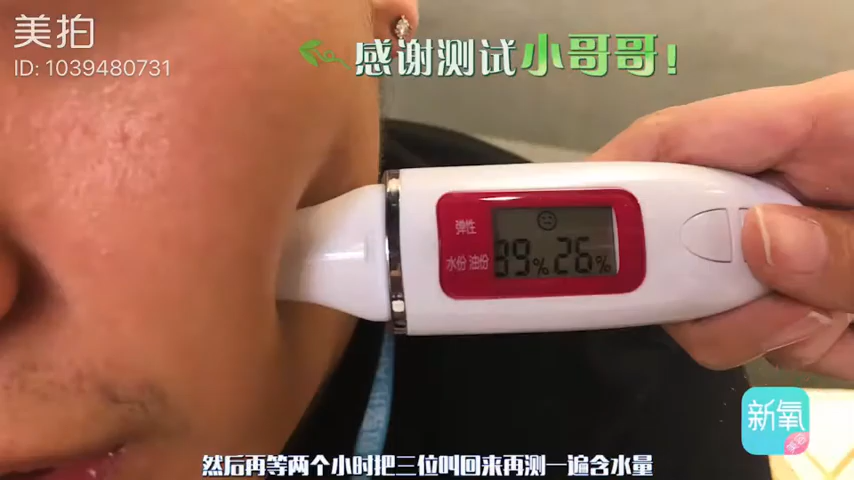 美拍
ID: 1039480731
感谢测试小哥哥!
弹性
水份 油份
39% 26%
新氧
美容
然后再等两个小时把三位叫回来再测一遍含水量